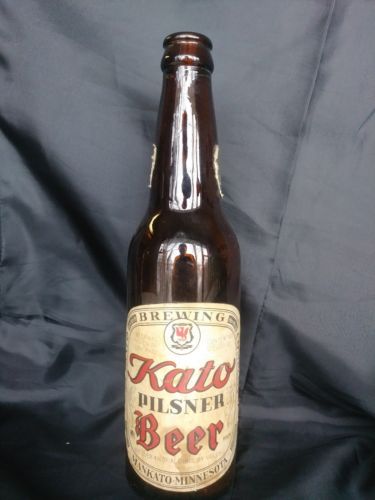 BREWING
Kato
PILSNER
Beer
MANKATO-MINNESOTA